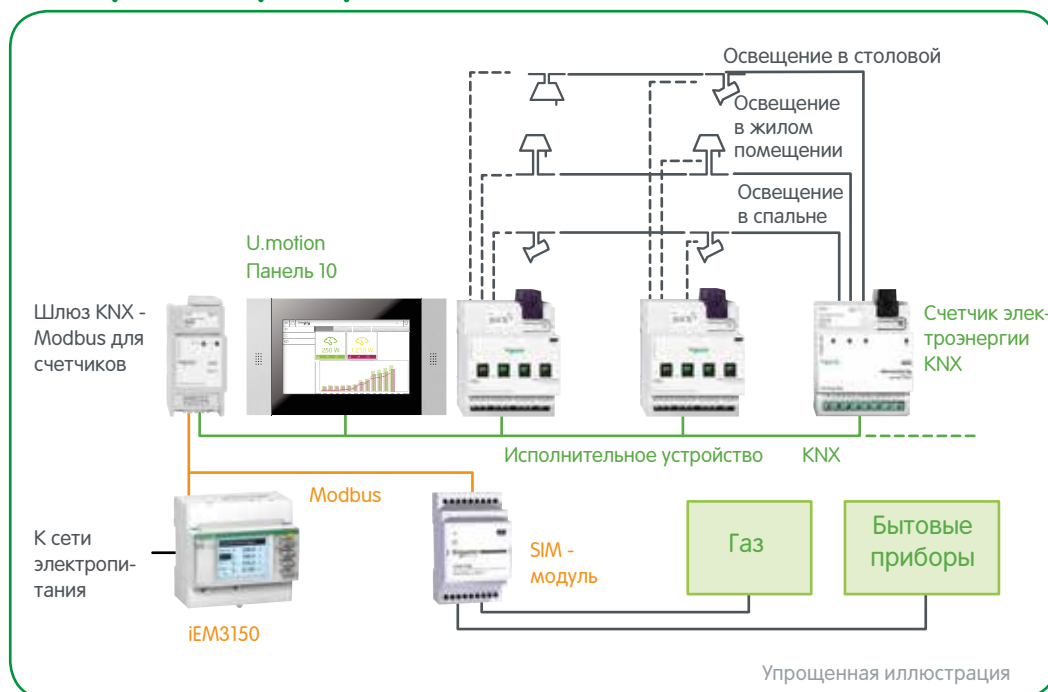 Освещение в столовой
Освещение
в жилом
помещении
Освещение
в спальне
U.motion
Панель 10
Шлюз KNX -
Modbus для
счетчиков
Счетчик элек-
троэнергии
KNX
Исполнительное устройство KNX
Modbus
К сети
электропи-
тания
iEM3150
SIM -
модуль
Газ
Бытовые
приборы
Упрощенная иллюстрация